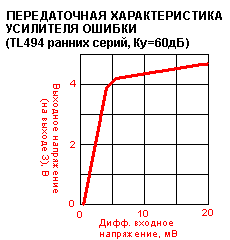 ПЕРЕДАТОЧНАЯ ХАРАКТЕРИСТИКА
УСИЛИТЕЛЯ ОШИБКИ
(TL494 ранних серий, Ку=60дБ)
Выходное напряжение
(на выходе 3), В
4
2
0
0
10
20
Дифф. входное
напряжение, мВ